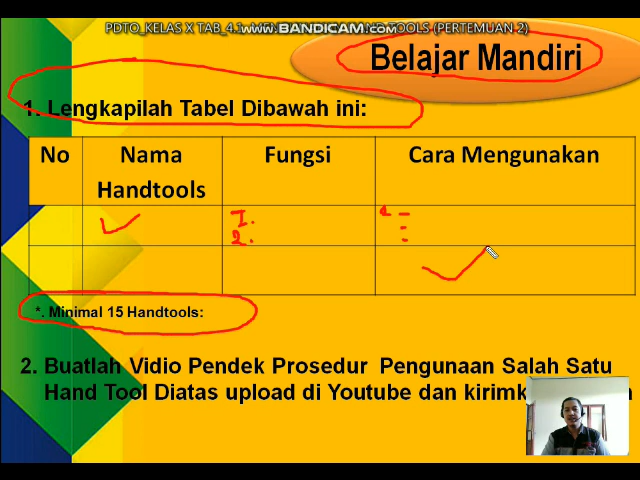 PDTO_KELAS X TAB_4.1 TOOLS (PERTEMUAN 2)
www.BANDICAM.com
Belajar Mandiri
1. Lengkapilah Tabel Dibawah ini:
No
Nama Handtools
Fungsi
Cara Mengunakan
1.
2.
1 -
-
-
*. Minimal 15 Handtools:
2. Buatlah Vidio Pendek Prosedur Pengunaan Salah Satu
Hand Tool Diatas upload di Youtube dan